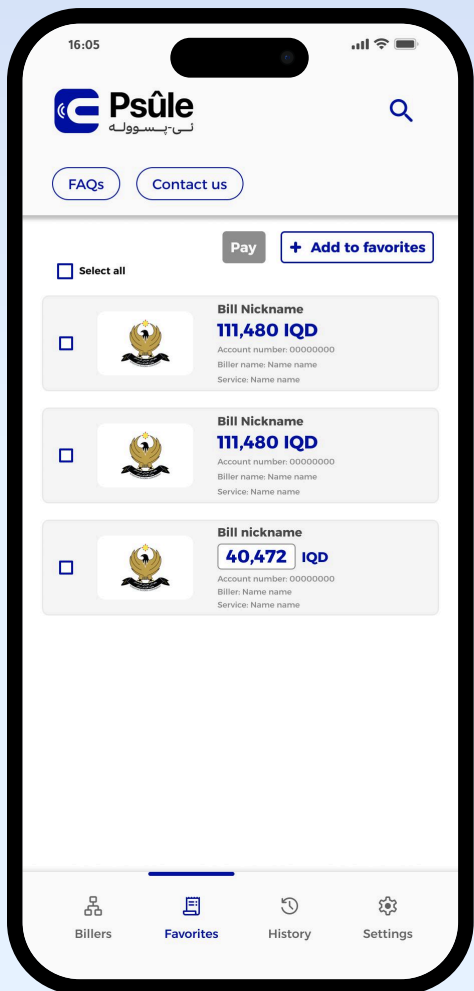 16:05
Psûle
ئـی-پـسـوولـە
FAQs
Contact us
Pay
+ Add to favorites
Select all
Bill Nickname
111,480 IQD
Account number: 00000000
Biller name: Name name
Service: Name name
Bill Nickname
111,480 IQD
Account number: 00000000
Biller name: Name name
Service: Name name
Bill nickname
40,472 IQD
Account number: 00000000
Biller: Name name
Service: Name name
Billers
Favorites
History
Settings